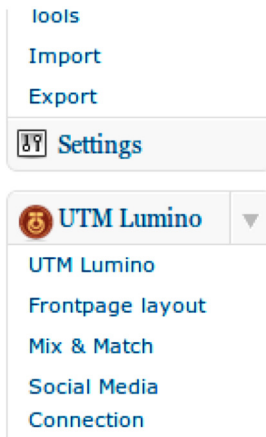 Tools
Import
Export
Settings
UTM Lumino
UTM Lumino
Frontpage layout
Mix & Match
Social Media
Connection